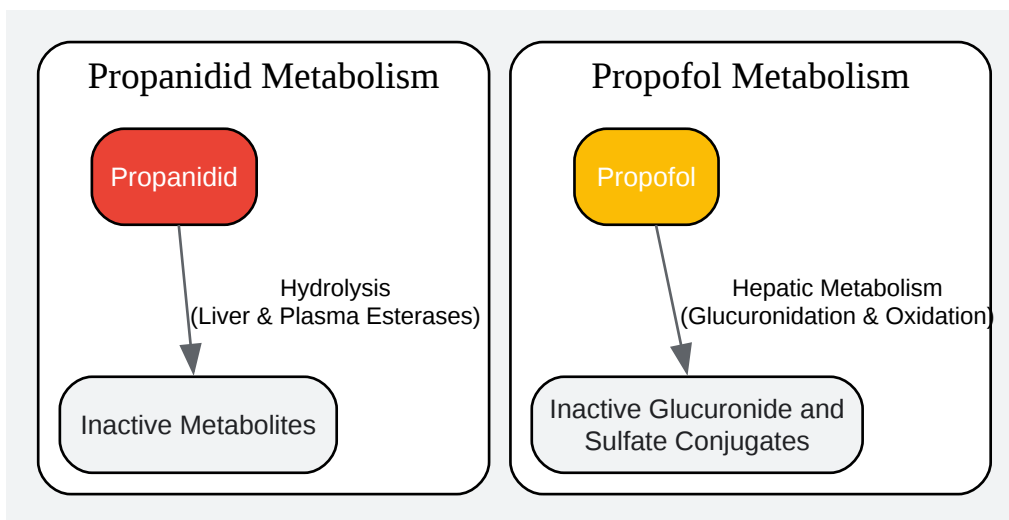 Propanidid Metabolism
Propanidid
Hydrolysis
(Liver & Plasma Esterases)
Inactive Metabolites
Propofol Metabolism
Propofol
Hepatic Metabolism
(Glucuronidation & Oxidation)
Inactive Glucuronide and
Sulfate Conjugates